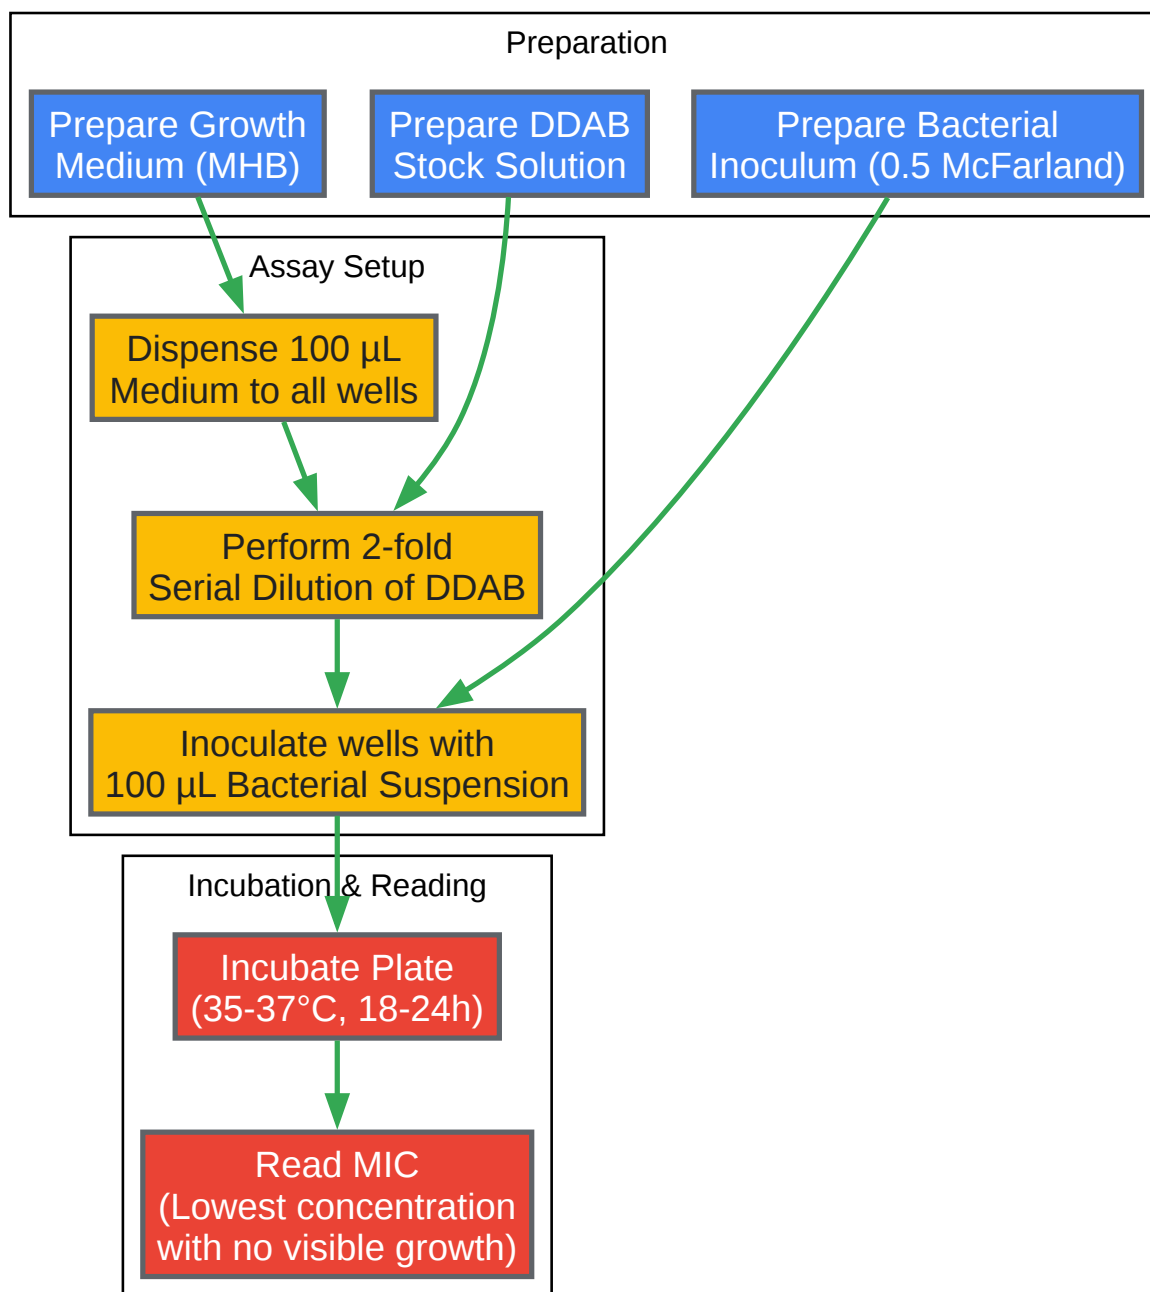 Preparation
Prepare Growth
Medium (MHB)
Prepare DDAB
Stock Solution
Prepare Bacterial
Inoculum (0.5 McFarland)
Assay Setup
Dispense 100 µL
Medium to all wells
Perform 2-fold
Serial Dilution of DDAB
Inoculate wells with
100 µL Bacterial Suspension
Incubation & Reading
Incubate Plate
(35-37°C, 18-24h)
Read MIC
(Lowest concentration
with no visible growth)